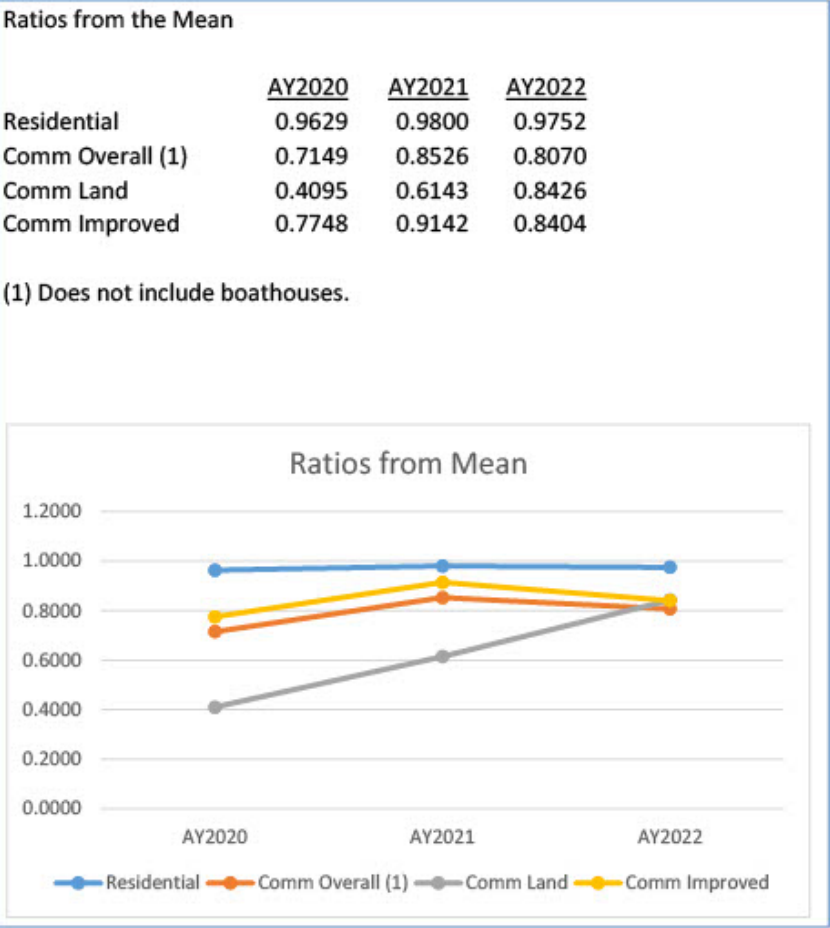 Ratios from the Mean
AY2020 AY2021 AY2022
Residential 0.9629 0.9800 0.9752
Comm Overall (1) 0.7149 0.8526 0.8070
Comm Land 0.4095 0.6143 0.8426
Comm Improved 0.7748 0.9142 0.8404
(1) Does not include boathouses.
Ratios from Mean
1.2000
1.0000
0.8000
0.6000
0.4000
0.2000
0.0000
AY2020 AY2021 AY2022
Residential Comm Overall (1) Comm Land Comm Improved